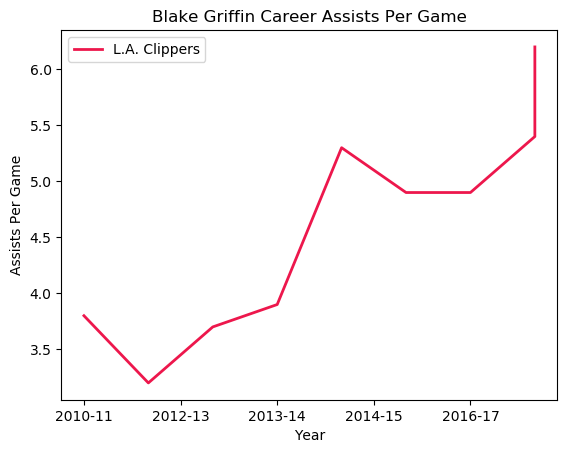 Blake Griffin Career Assists Per Game
L.A. Clippers
Assists Per Game
6.0
5.5
5.0
4.5
4.0
3.5
2010-11 2012-13 2013-14 2014-15 2016-17
Year